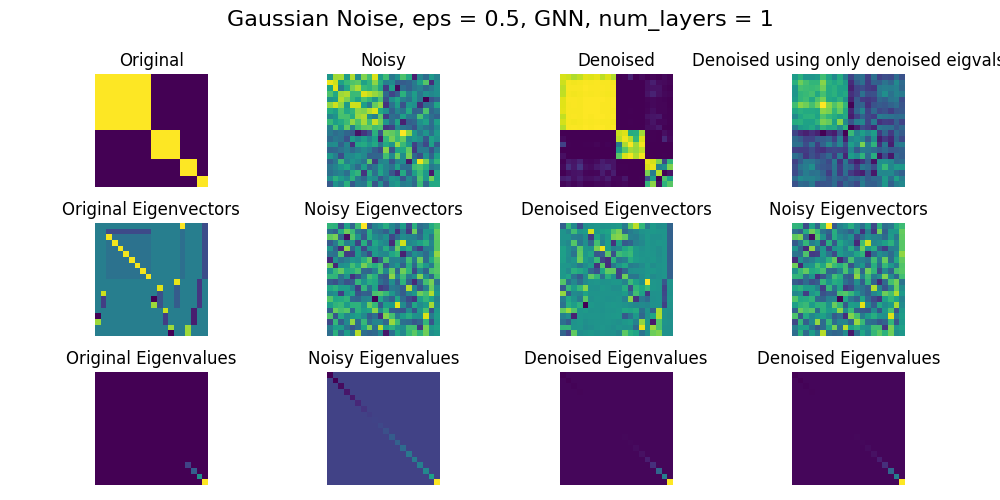 Gaussian Noise, eps = 0.5, GNN, num_layers = 1
Original
Noisy
Denoised
Denoised using only denoised eigvals
Original Eigenvectors
Noisy Eigenvectors
Denoised Eigenvectors
Noisy Eigenvectors
Original Eigenvalues
Noisy Eigenvalues
Denoised Eigenvalues
Denoised Eigenvalues